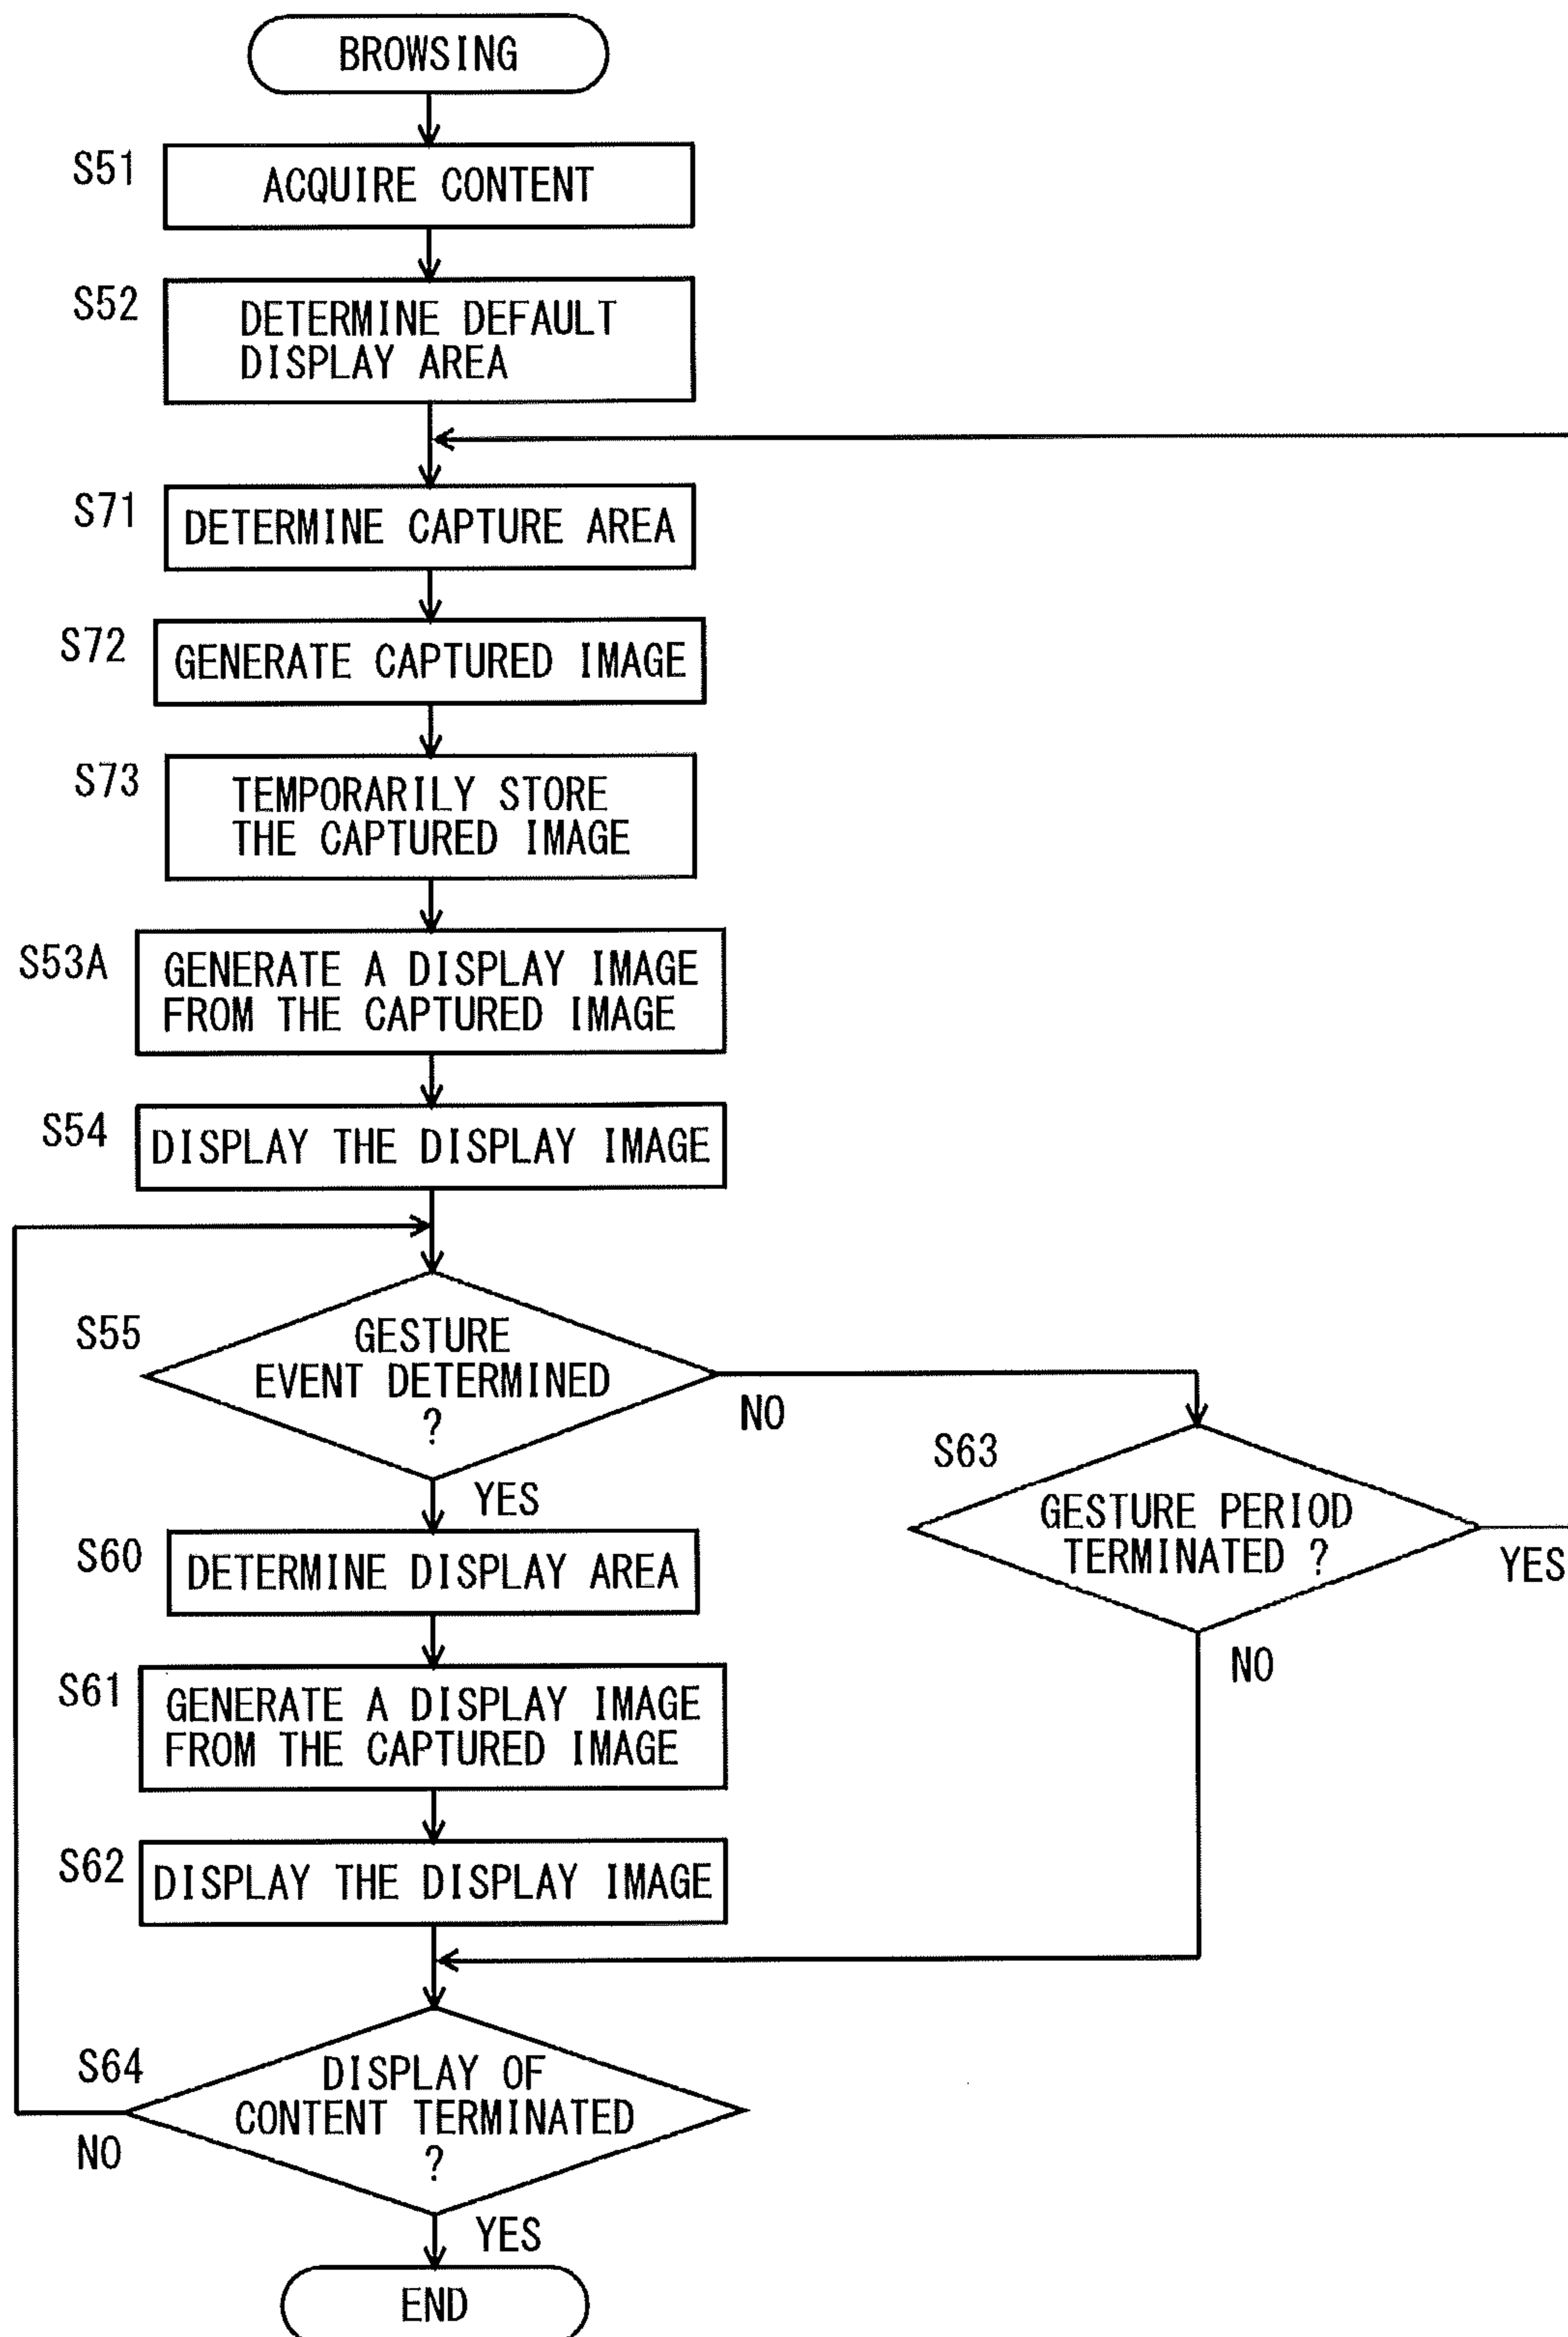 BROWSING
S51
ACQUIRE CONTENT
S52
DETERMINE DEFAULT
DISPLAY AREA
S71
DETERMINE CAPTURE AREA
S72
GENERATE CAPTURED IMAGE
S73
TEMPORARILY STORE
THE CAPTURED IMAGE
S53A
GENERATE A DISPLAY IMAGE
FROM THE CAPTURED IMAGE
S54
DISPLAY THE DISPLAY IMAGE
S55
GESTURE
EVENT DETERMINED
?
NO
YES
S63
GESTURE PERIOD
TERMINATED ?
YES
NO
S60
DETERMINE DISPLAY AREA
S61
GENERATE A DISPLAY IMAGE
FROM THE CAPTURED IMAGE
S62
DISPLAY THE DISPLAY IMAGE
S64
DISPLAY OF
CONTENT TERMINATED
?
NO
YES
END